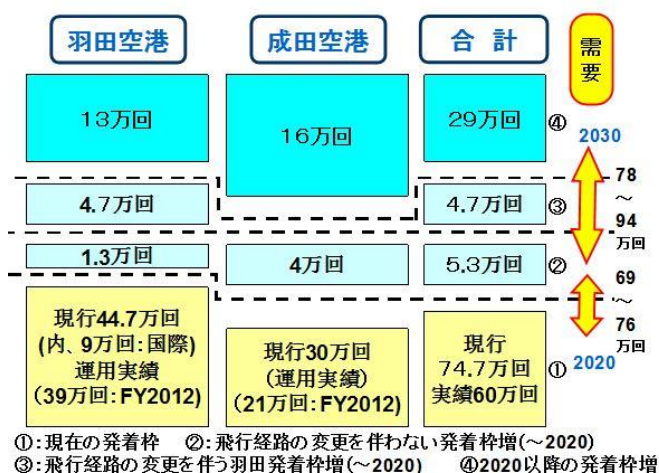 羽田空港
成田空港
合 計
需要
13万回
16万回
29万回
④
2030
4.7万回
4.7万回
③
78
～
94
万回
1.3万回
4万回
5.3万回
②
69
～
76
万回
現行44.7万回
(内、9万回:国際)
運用実績
(39万回:FY2012)
現行30万回
(運用実績)
(21万回:FY2012)
現行
74.7万回
実績60万回
①
2020
①:現在の発着枠 ②:飛行経路の変更を伴わない発着枠増(～2020)
③:飛行経路の変更を伴う羽田発着枠増(～2020) ④2020以降の発着枠増